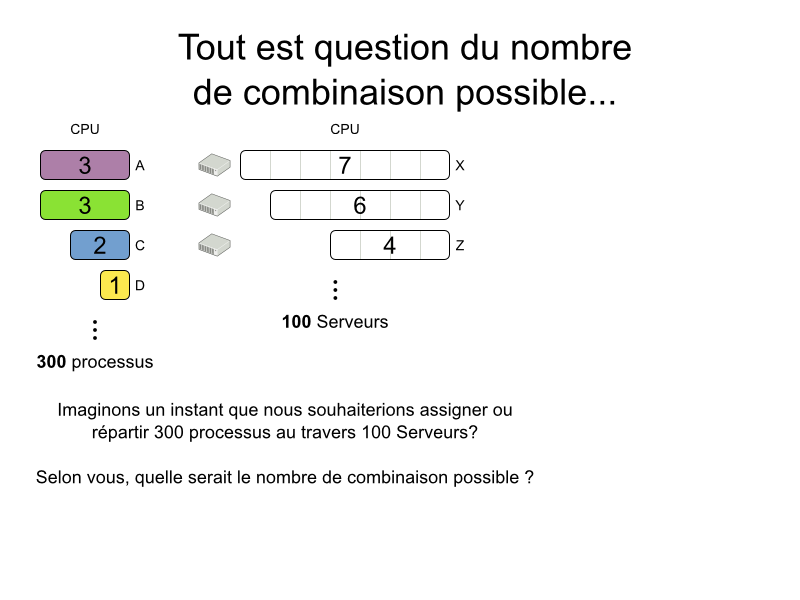 Tout est question du nombre
de combinaison possible...
CPU
CPU
3 A
7 X
3 B
6 Y
2 C
4 Z
1 D
100 Serveurs
300 processus
Imaginons un instant que nous souhaiterions assigner ou
répartir 300 processus au travers 100 Serveurs?
Selon vous, quelle serait le nombre de combinaison possible ?